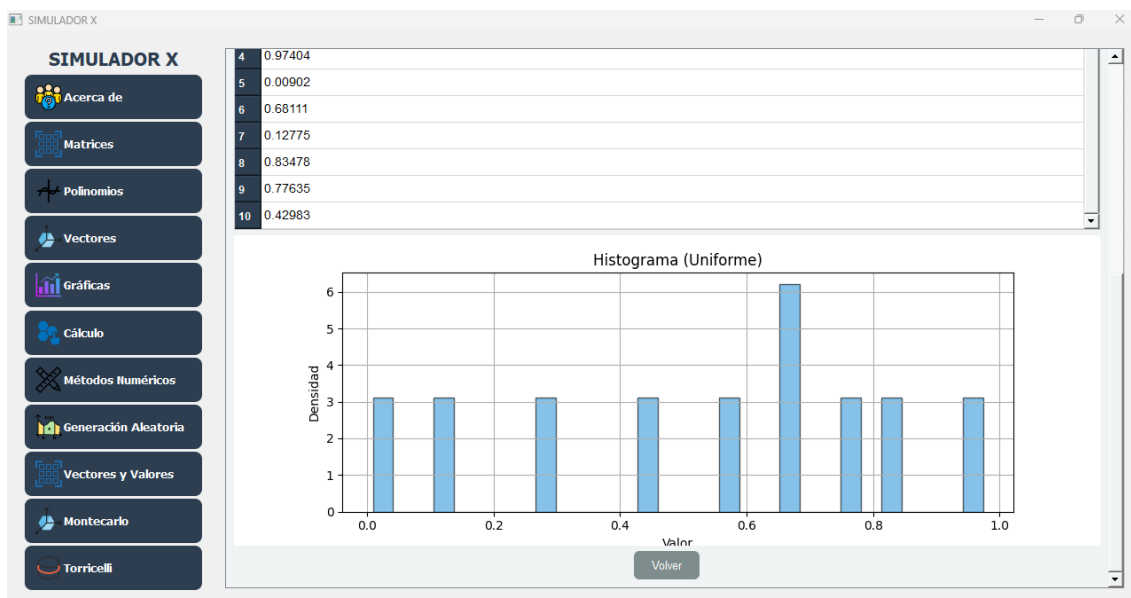 SIMULADOR X
SIMULADOR X
Acerca de
Matrices
Polinomios
Vectores
Gráficas
Cálculo
Métodos Numéricos
Generación Aleatoria
Vectores y Valores
Montecarlo
Torricelli
4 0.97404
5 0.00902
6 0.68111
7 0.12775
8 0.83478
9 0.77635
10 0.42983
Histograma (Uniforme)
Densidad
6
5
4
3
2
1
0
0.0 0.2 0.4 0.6 0.8 1.0
Valor
Volver